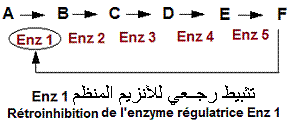 A B C D E F
Enz 1 Enz 2 Enz 3 Enz 4 Enz 5
تثبيط رجعي للأنزيم المنظم Enz 1
Rétroinhibition de l'enzyme régulatrice Enz 1